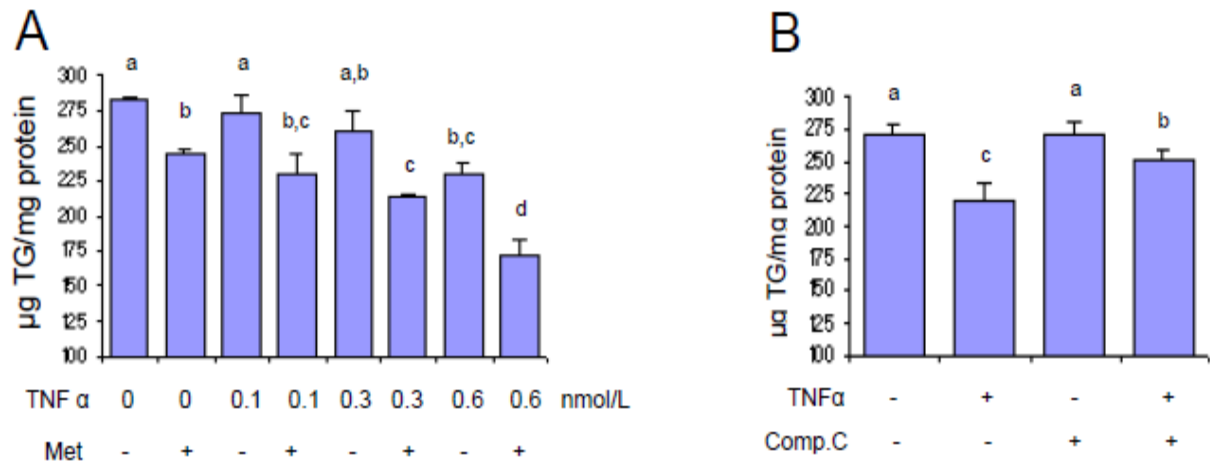 A
B
µg TG/mg protein
300
275
250
225
200
175
150
125
100
a
b
a
b,c
a,b
c
b,c
d
TNF α 0 0 0.1 0.1 0.3 0.3 0.6 0.6 nmol/L
Met - + - + - + - +
µg TG/mg protein
300
275
250
225
200
175
150
125
100
a
c
a
b
TNFα - + - +
Comp.C - - + +